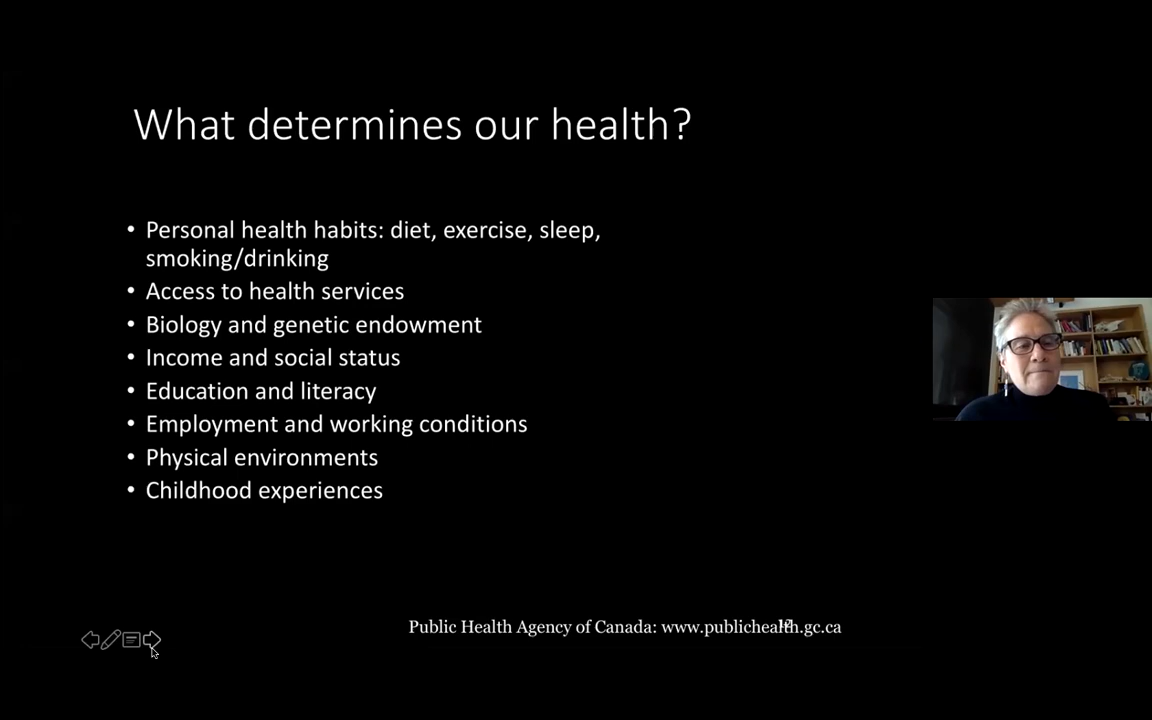 What determines our health?
• Personal health habits: diet, exercise, sleep,
smoking/drinking
• Access to health services
• Biology and genetic endowment
• Income and social status
• Education and literacy
• Employment and working conditions
• Physical environments
• Childhood experiences
Public Health Agency of Canada: www.publichealth.gc.ca